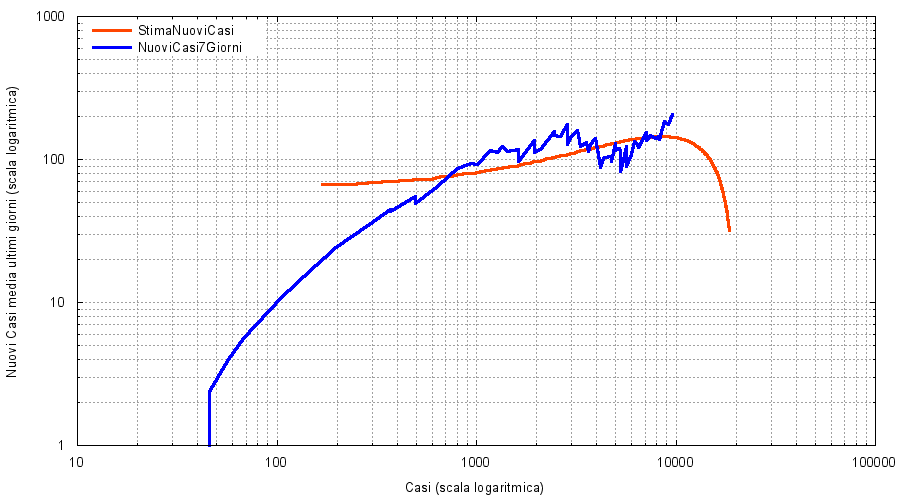 1000
StimaNuoviCasi
NuoviCasi7Giorni
100
10
1
10
100
1000
10000
100000
Nuovi Casi media ultimi giorni (scala logaritmica)
Casi (scala logaritmica)